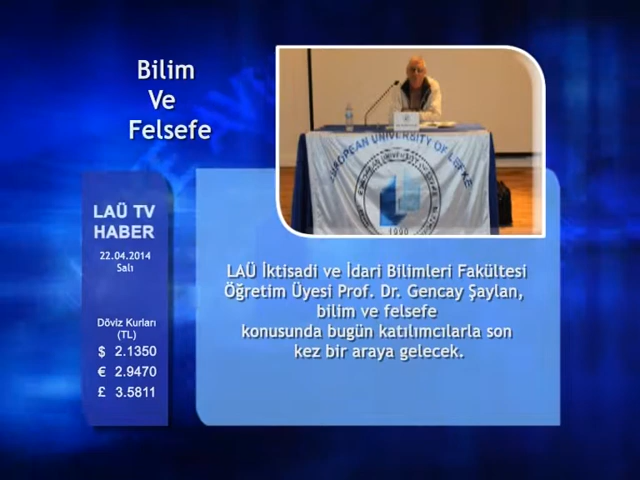 Bilim
Ve
Felsefe
EUROPEAN UNIVERSITY OF LEFKE
1990
LAÜ TV
HABER
22.04.2014
Salı
Döviz Kurları
(TL)
$ 2.1350
€ 2.9470
£ 3.5811
LAÜ İktisadi ve İdari Bilimleri Fakültesi
Öğretim Üyesi Prof. Dr. Gencay Şaylan,
bilim ve felsefe
konusunda bugün katılımcılarla son
kez bir araya gelecek.